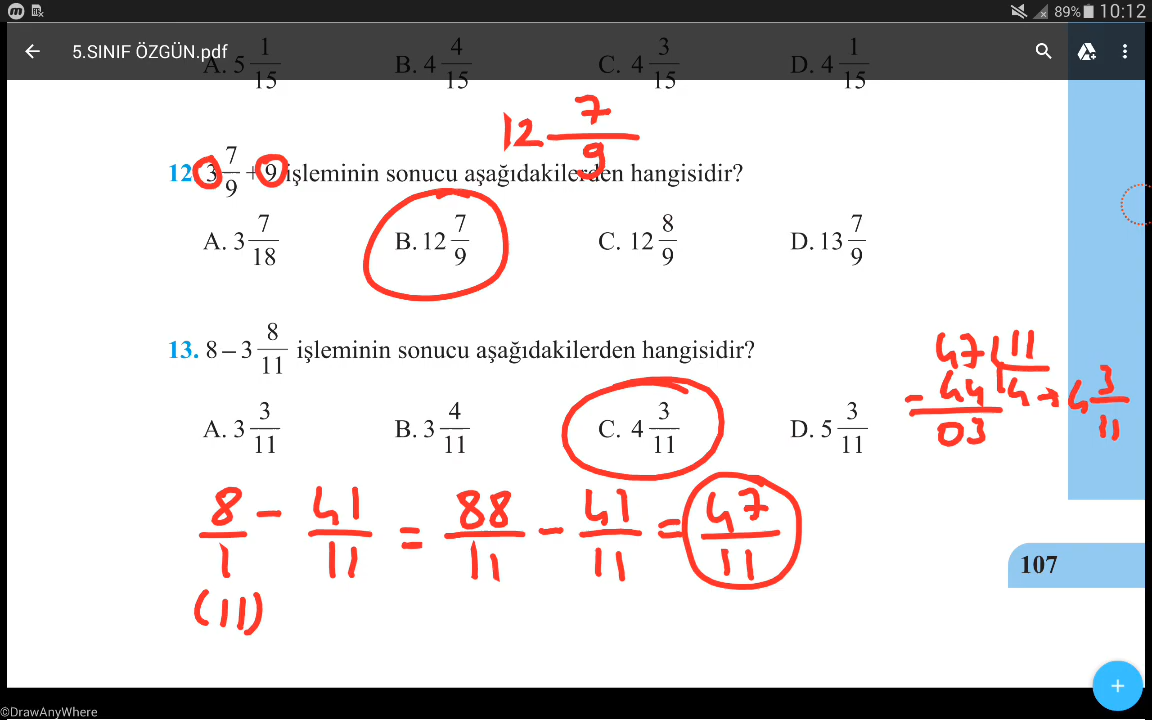 89% 10:12
5.SINIF ÖZGÜN.pdf
A. 5 1/15 B. 4 4/15 C. 4 3/15 D. 4 1/15
12 7/9
12. 3 7/9 + 9 işleminin sonucu aşağıdakilerden hangisidir?
A. 3 7/18 B. 12 7/9 C. 12 8/9 D. 13 7/9
13. 8 – 3 8/11 işleminin sonucu aşağıdakilerden hangisidir?
47 11
- 44 4 → 4 3/11
03
A. 3 3/11 B. 3 4/11 C. 4 3/11 D. 5 3/11
8/1 - 41/11 = 88/11 - 41/11 = 47/11
(11)
107
©DrawAnyWhere